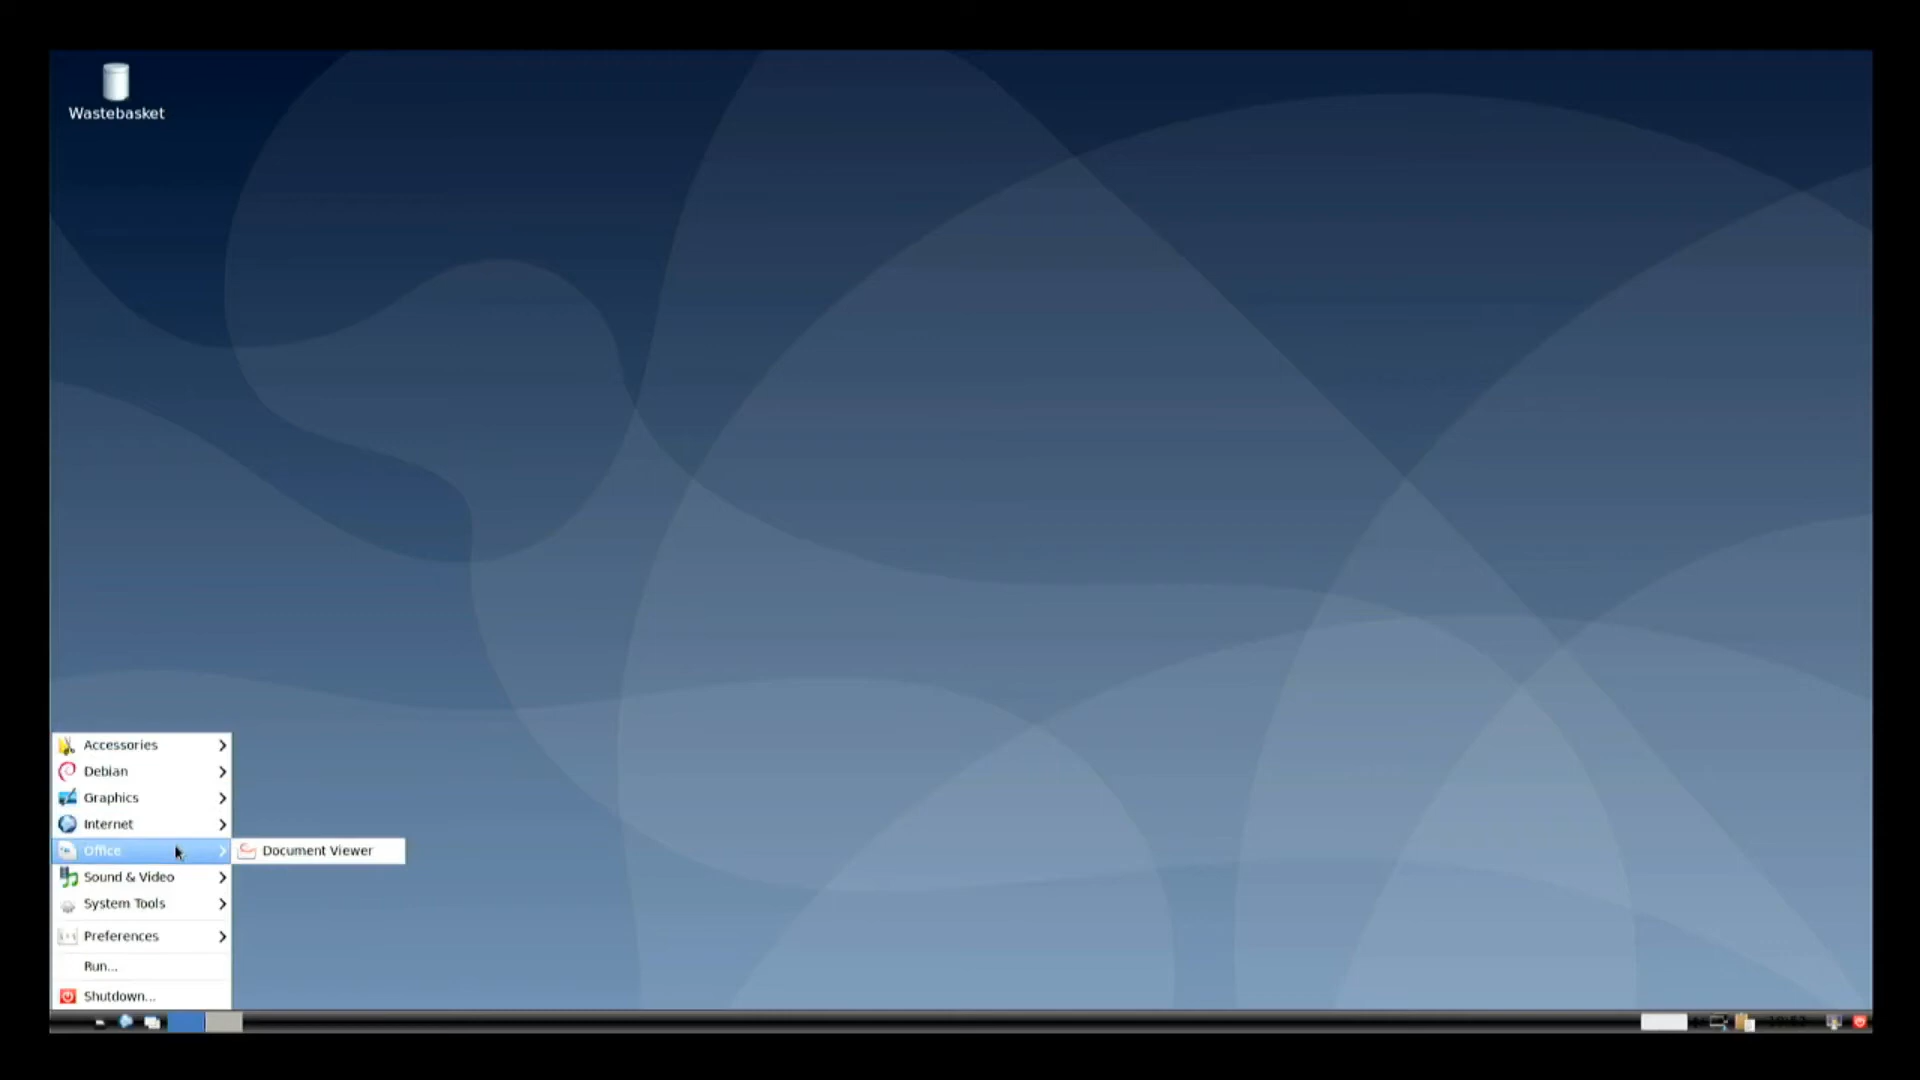 Wastebasket
Accessories
Debian
Graphics
Internet
Office
Document Viewer
Sound & Video
System Tools
Preferences
Run...
Shutdown...